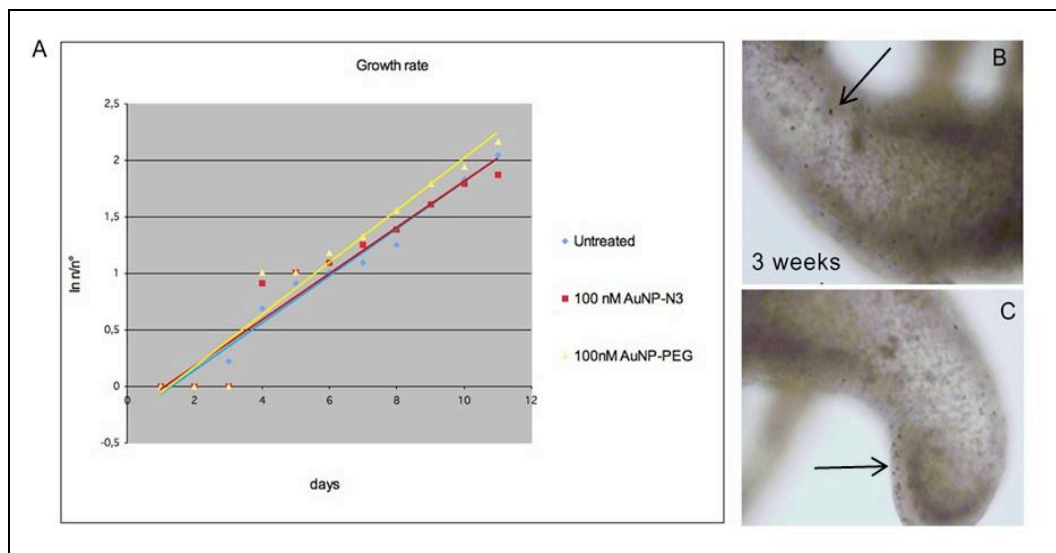 A
Growth rate
2,5
2
1,5
1
0,5
0
-0,5
0
2
4
6
8
10
12
ln n/n°
days
Untreated
100 nM AuNP-N3
100nM AuNP-PEG
B
3 weeks
C